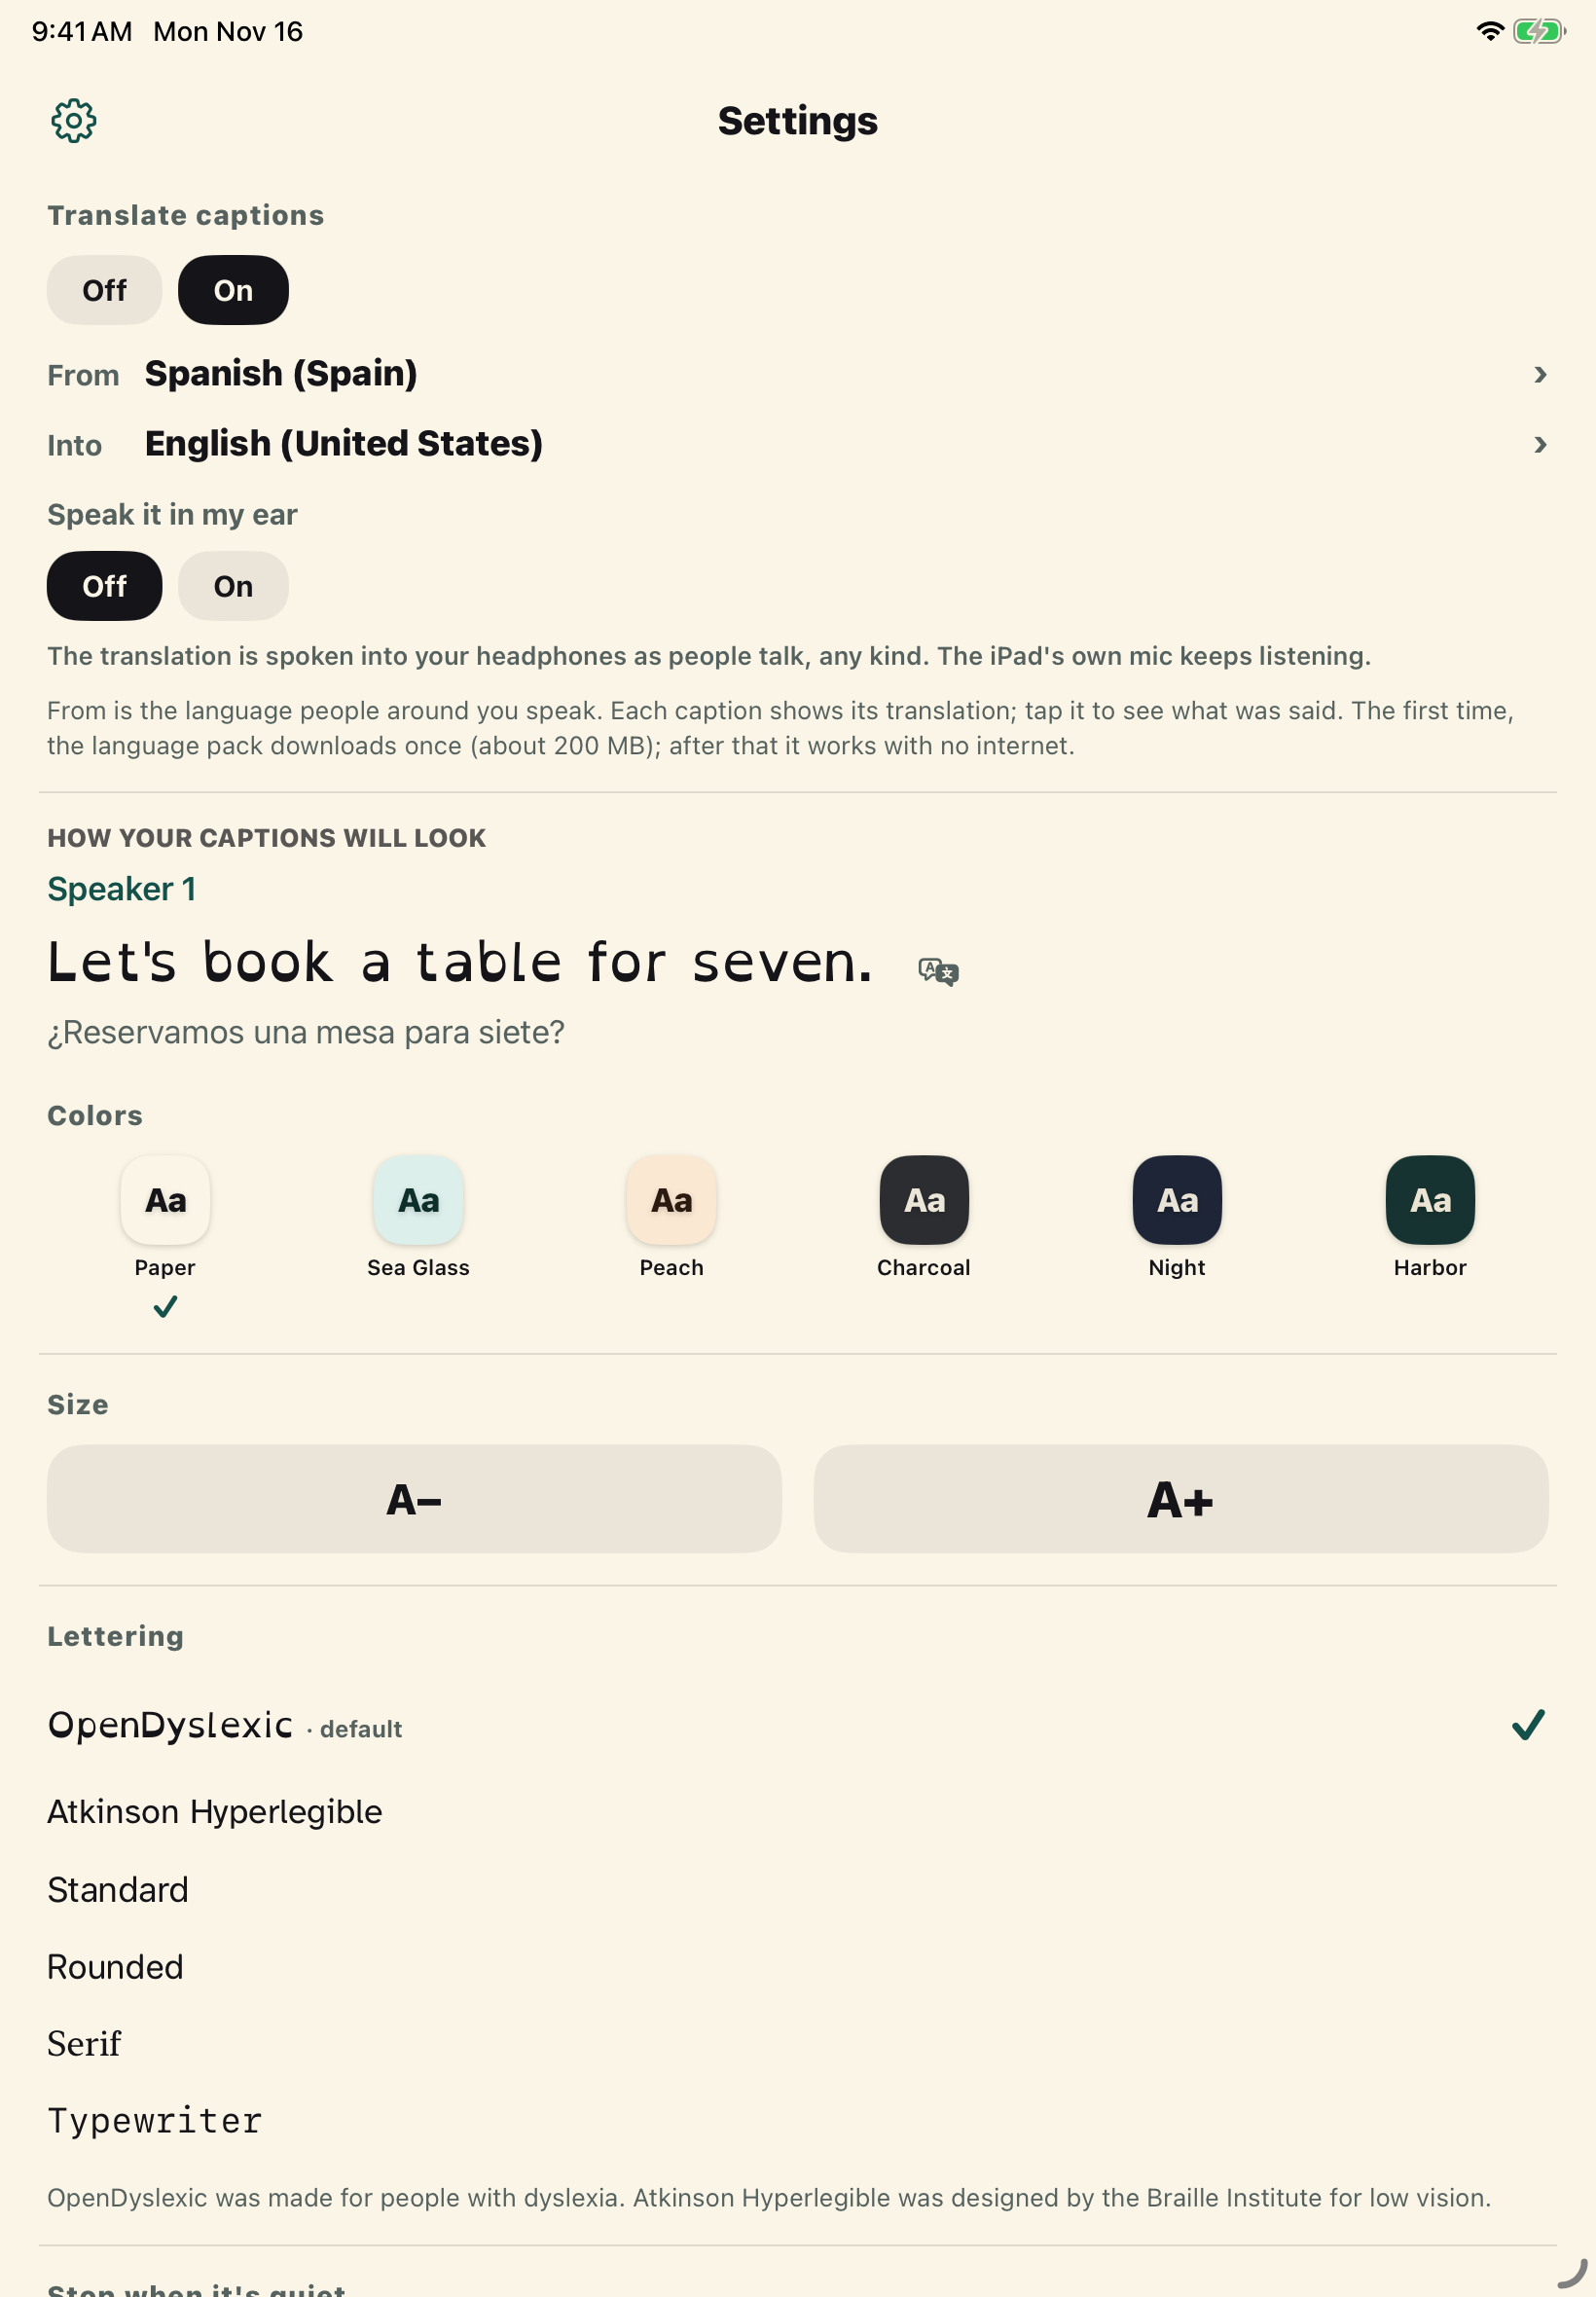 9:41 AM Mon Nov 16
Settings
Translate captions
Off On
From Spanish (Spain) ›
Into English (United States) ›
Speak it in my ear
Off On
The translation is spoken into your headphones as people talk, any kind. The iPad's own mic keeps listening.
From is the language people around you speak. Each caption shows its translation; tap it to see what was said. The first time,
the language pack downloads once (about 200 MB); after that it works with no internet.
HOW YOUR CAPTIONS WILL LOOK
Speaker 1
Let's book a table for seven.
¿Reservamos una mesa para siete?
Colors
Aa Aa Aa Aa Aa Aa
Paper Sea Glass Peach Charcoal Night Harbor
Size
A– A+
Lettering
OpenDyslexic · default
Atkinson Hyperlegible
Standard
Rounded
Serif
Typewriter
OpenDyslexic was made for people with dyslexia. Atkinson Hyperlegible was designed by the Braille Institute for low vision.
Stop when it's quiet